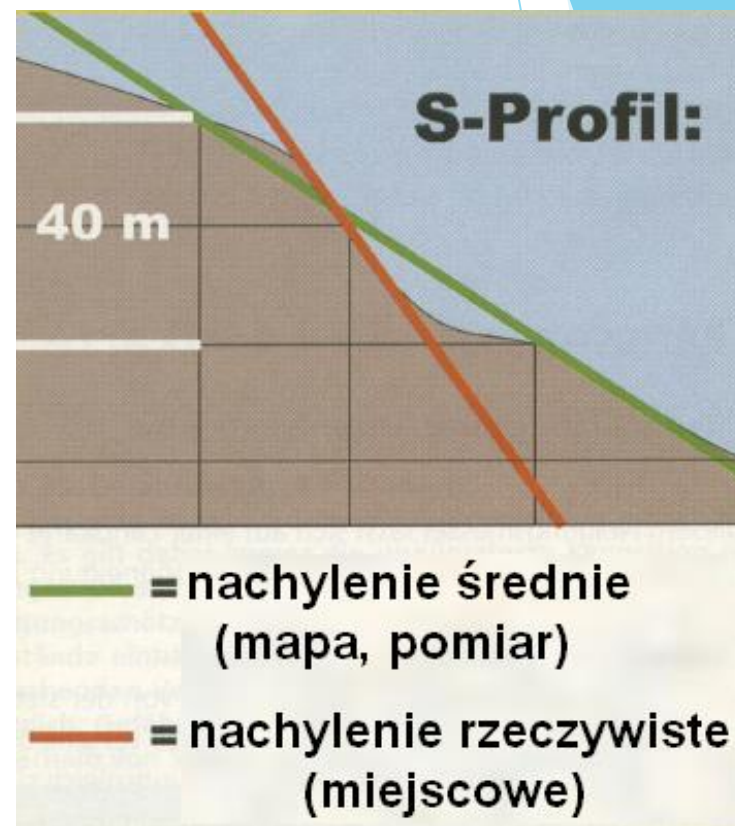 S-Profil:
40 m
= nachylenie średnie
(mapa, pomiar)
= nachylenie rzeczywiste
(miejscowe)